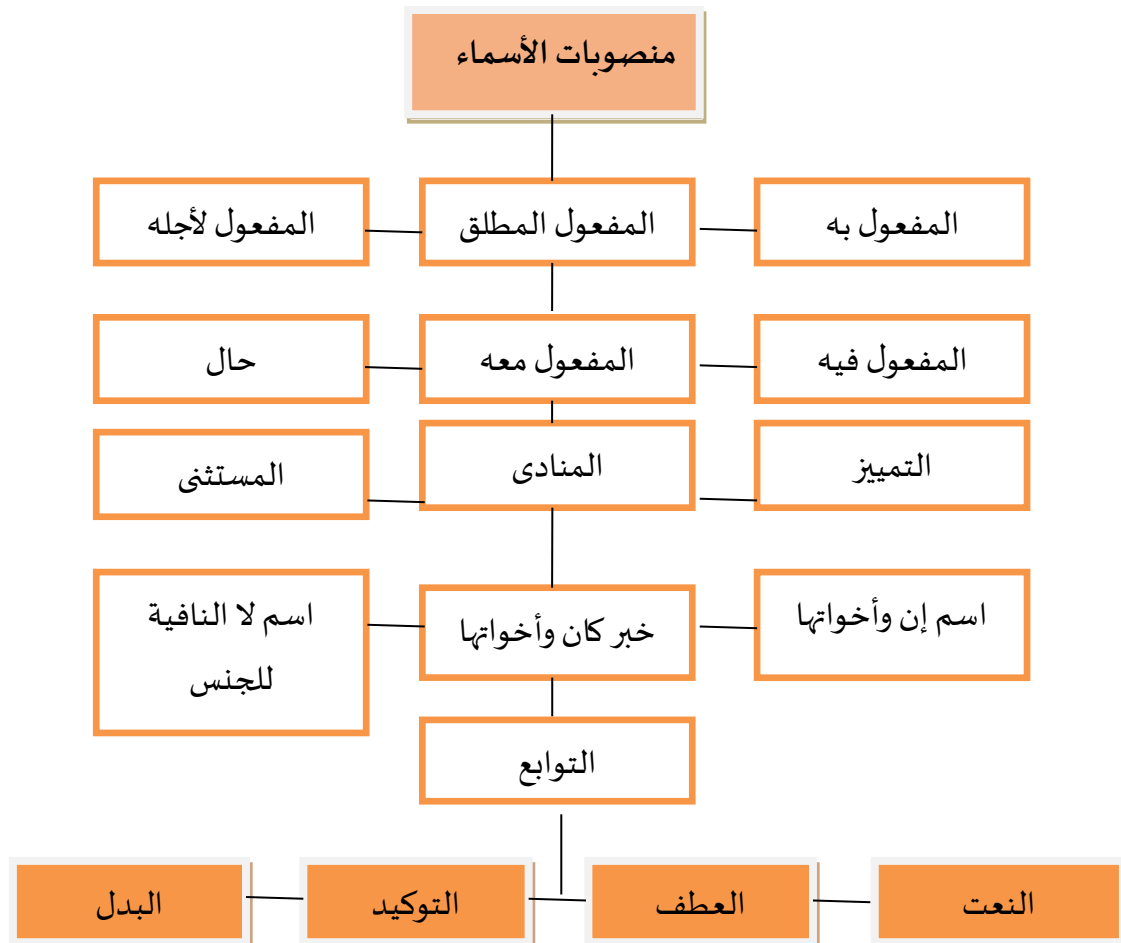 منصوبات الأسماء
المفعول به
المفعول المطلق
المفعول لأجله
المفعول فيه
المفعول معه
حال
التمييز
المنادى
المستثنى
اسم إن وأخواتها
خبر كان وأخواتها
اسم لا النافية
للجنس
التوابع
النعت
العطف
التوكيد
البدل